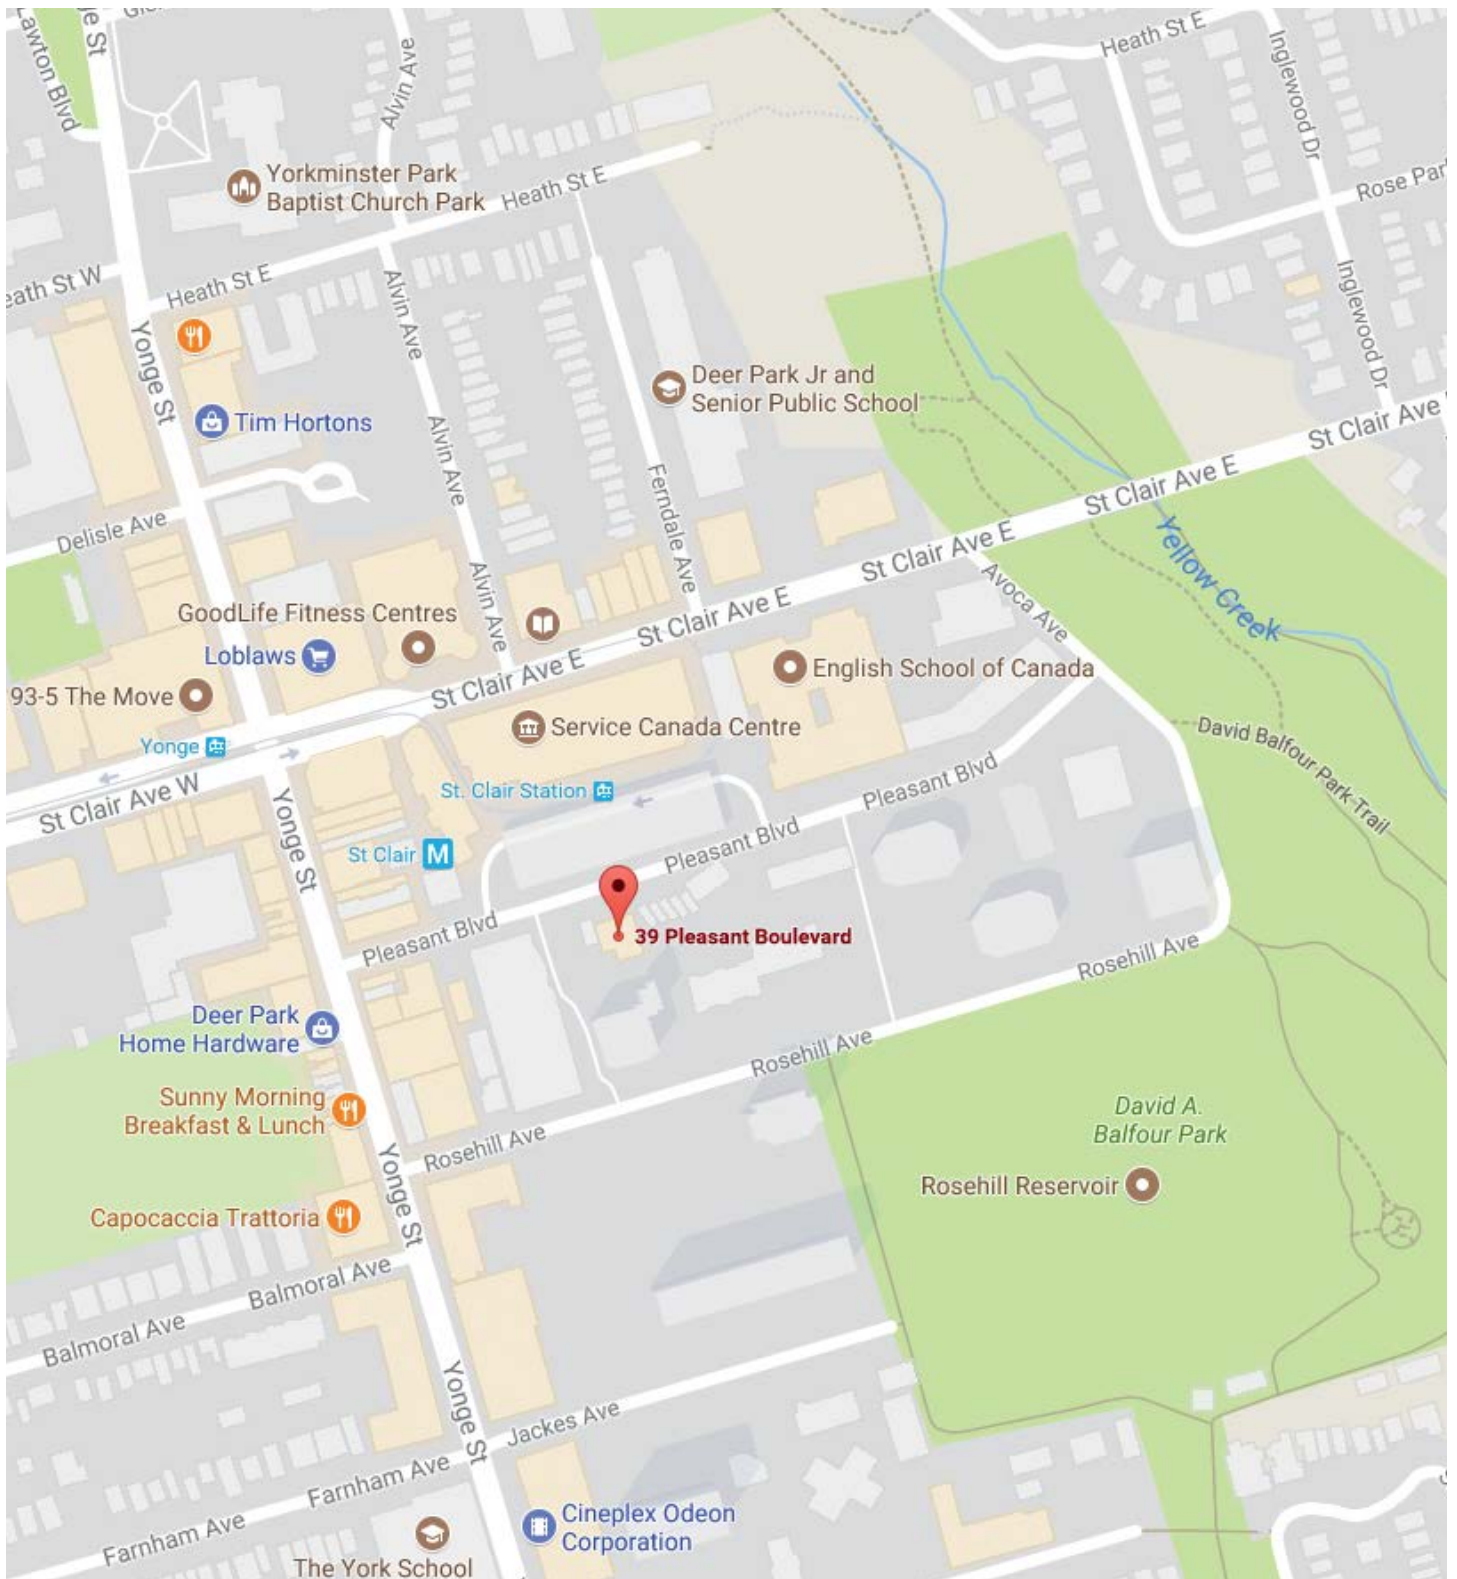 Lawton Blvd
Alvin Ave
Heath St E
Inglewood Dr
Yorkminster Park
Baptist Church Park
Heath St E
Heath St W
Heath St E
Alvin Ave
Inglewood Dr
Yonge St
Deer Park Jr and
Senior Public School
Tim Hortons
Alvin Ave
Ferndale Ave
St Clair Ave
St Clair Ave E
Delisle Ave
St Clair Ave E
Yellow Creek
Avoca Ave
Alvin Ave
GoodLife Fitness Centres
St Clair Ave E
Loblaws
English School of Canada
St Clair Ave E
93-5 The Move
Service Canada Centre
Yonge
David Balfour Park Trail
St Clair Ave W
St. Clair Station
Pleasant Blvd
Yonge St
St Clair M
Pleasant Blvd
Pleasant Blvd
39 Pleasant Boulevard
Rosehill Ave
Deer Park
Home Hardware
Rosehill Ave
Sunny Morning
Breakfast & Lunch
David A.
Balfour Park
Rosehill Ave
Yonge St
Rosehill Reservoir
Capocaccia Trattoria
Balmoral Ave
Balmoral Ave
Yonge St
Jackes Ave
Farnham Ave
Farnham Ave
Cineplex Odeon
Corporation
The York School